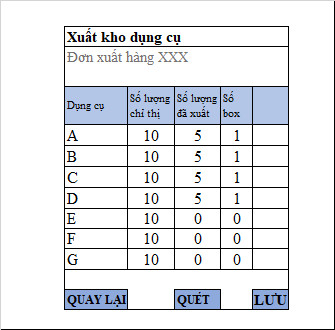 Xuất kho dụng cụ
Đơn xuất hàng XXX
Dụng cụ Số lượng chỉ thị Số lượng đã xuất Số box
A 10 5 1
B 10 5 1
C 10 5 1
D 10 5 1
E 10 0 0
F 10 0 0
G 10 0 0
QUAY LẠI QUÉT LƯU